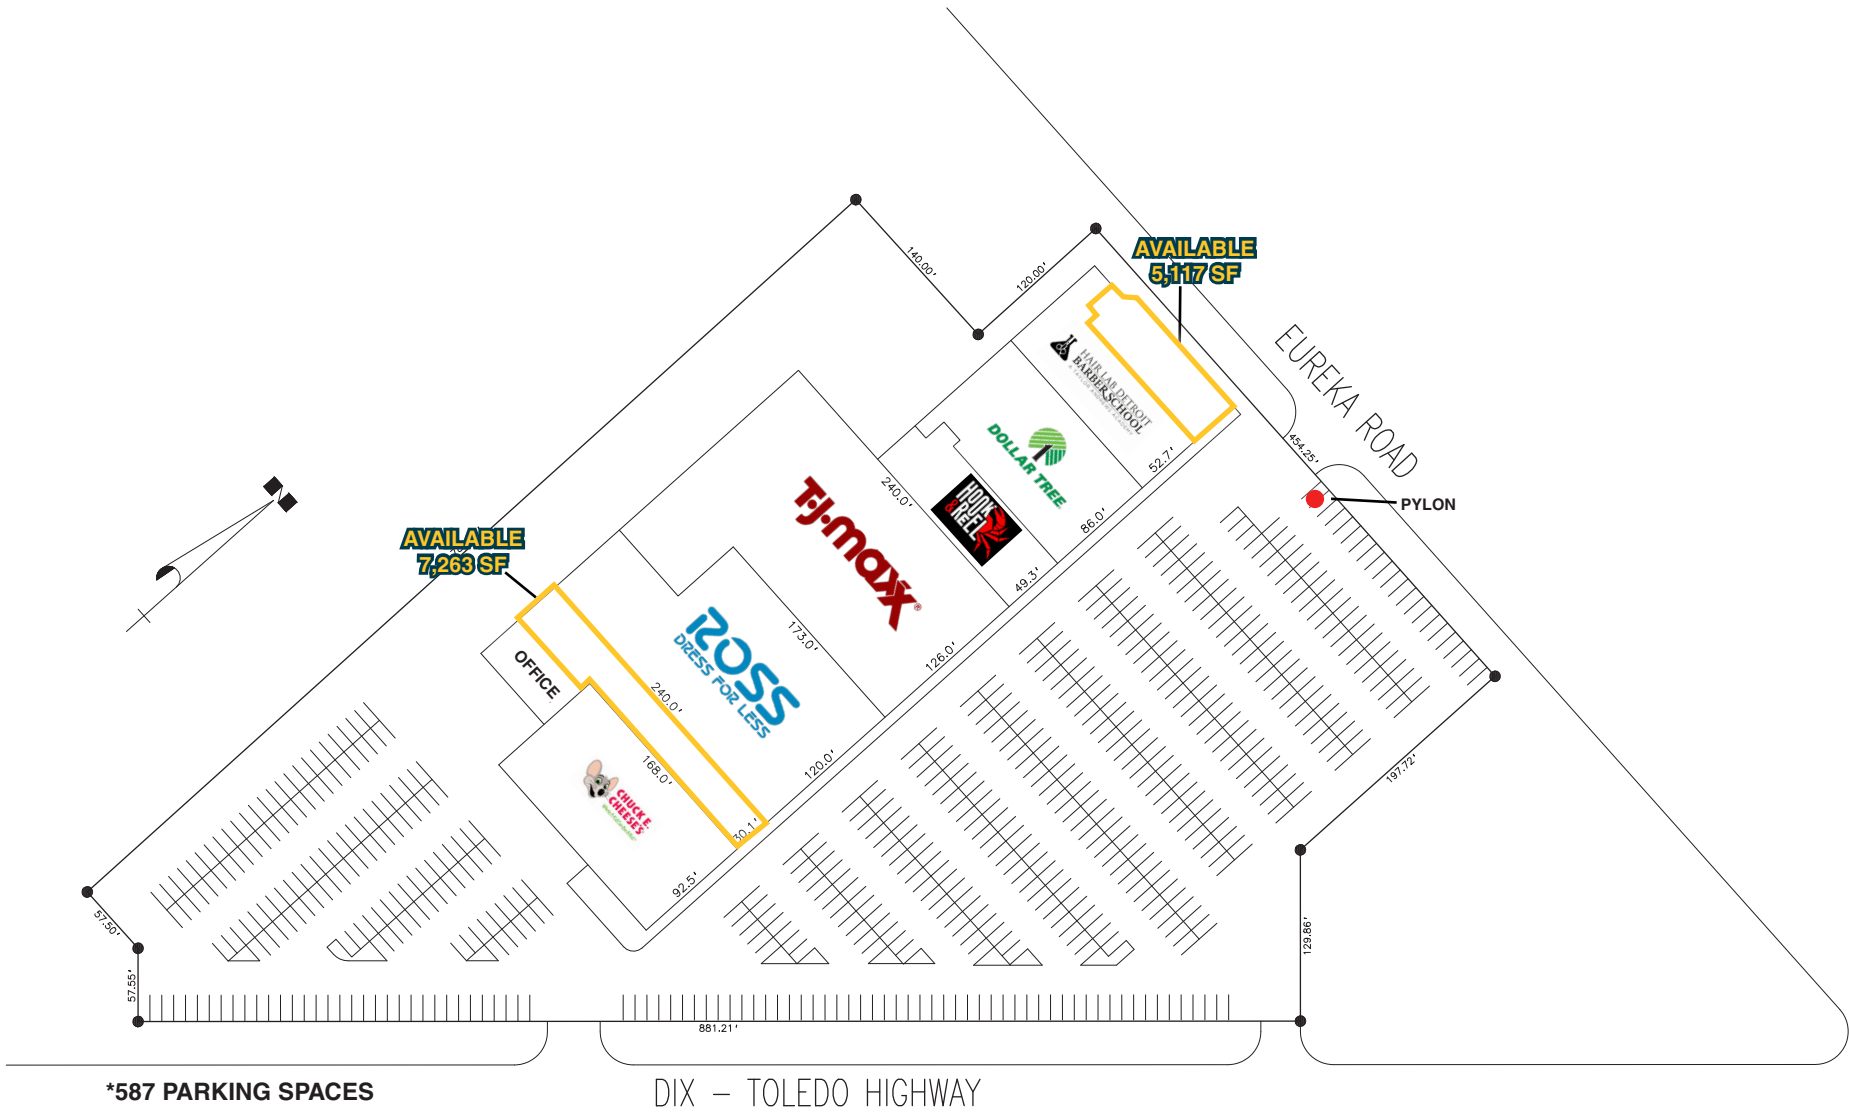 140.00'
120.00'
AVAILABLE
5,117 SF
EUREKA ROAD
454.25'
PYLON
HAIR LAB DETROIT
BARBER SCHOOL
52.7'
DOLLAR TREE
86.0'
HOOK
& REEL
49.3'
240.0'
T·J·maxx®
126.0'
173.0'
AVAILABLE
7,263 SF
ROSS
DRESS FOR LESS
120.0'
240.0'
OFFICE
168.0'
30.1'
CHUCK E.
CHEESE'S
92.5'
197.72'
129.86'
57.50'
57.55'
881.21'
*587 PARKING SPACES
DIX – TOLEDO HIGHWAY